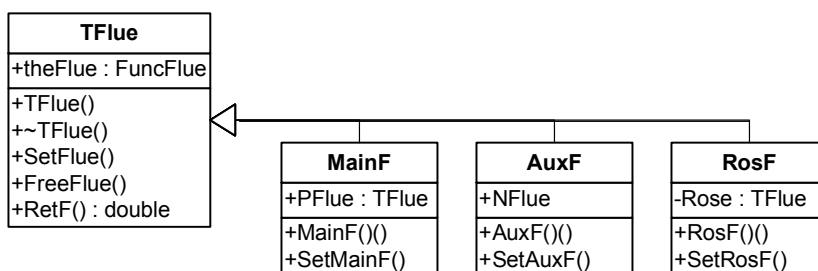 TFlue
+theFlue : FuncFlue
+TFlue()
+~TFlue()
+SetFlue()
+FreeFlue()
+RetF() : double
MainF
+PFlue : TFlue
+MainF()()
+SetMainF()
AuxF
+NFlue
+AuxF()()
+SetAuxF()
RosF
-Rose : TFlue
+RosF()()
+SetRosF()